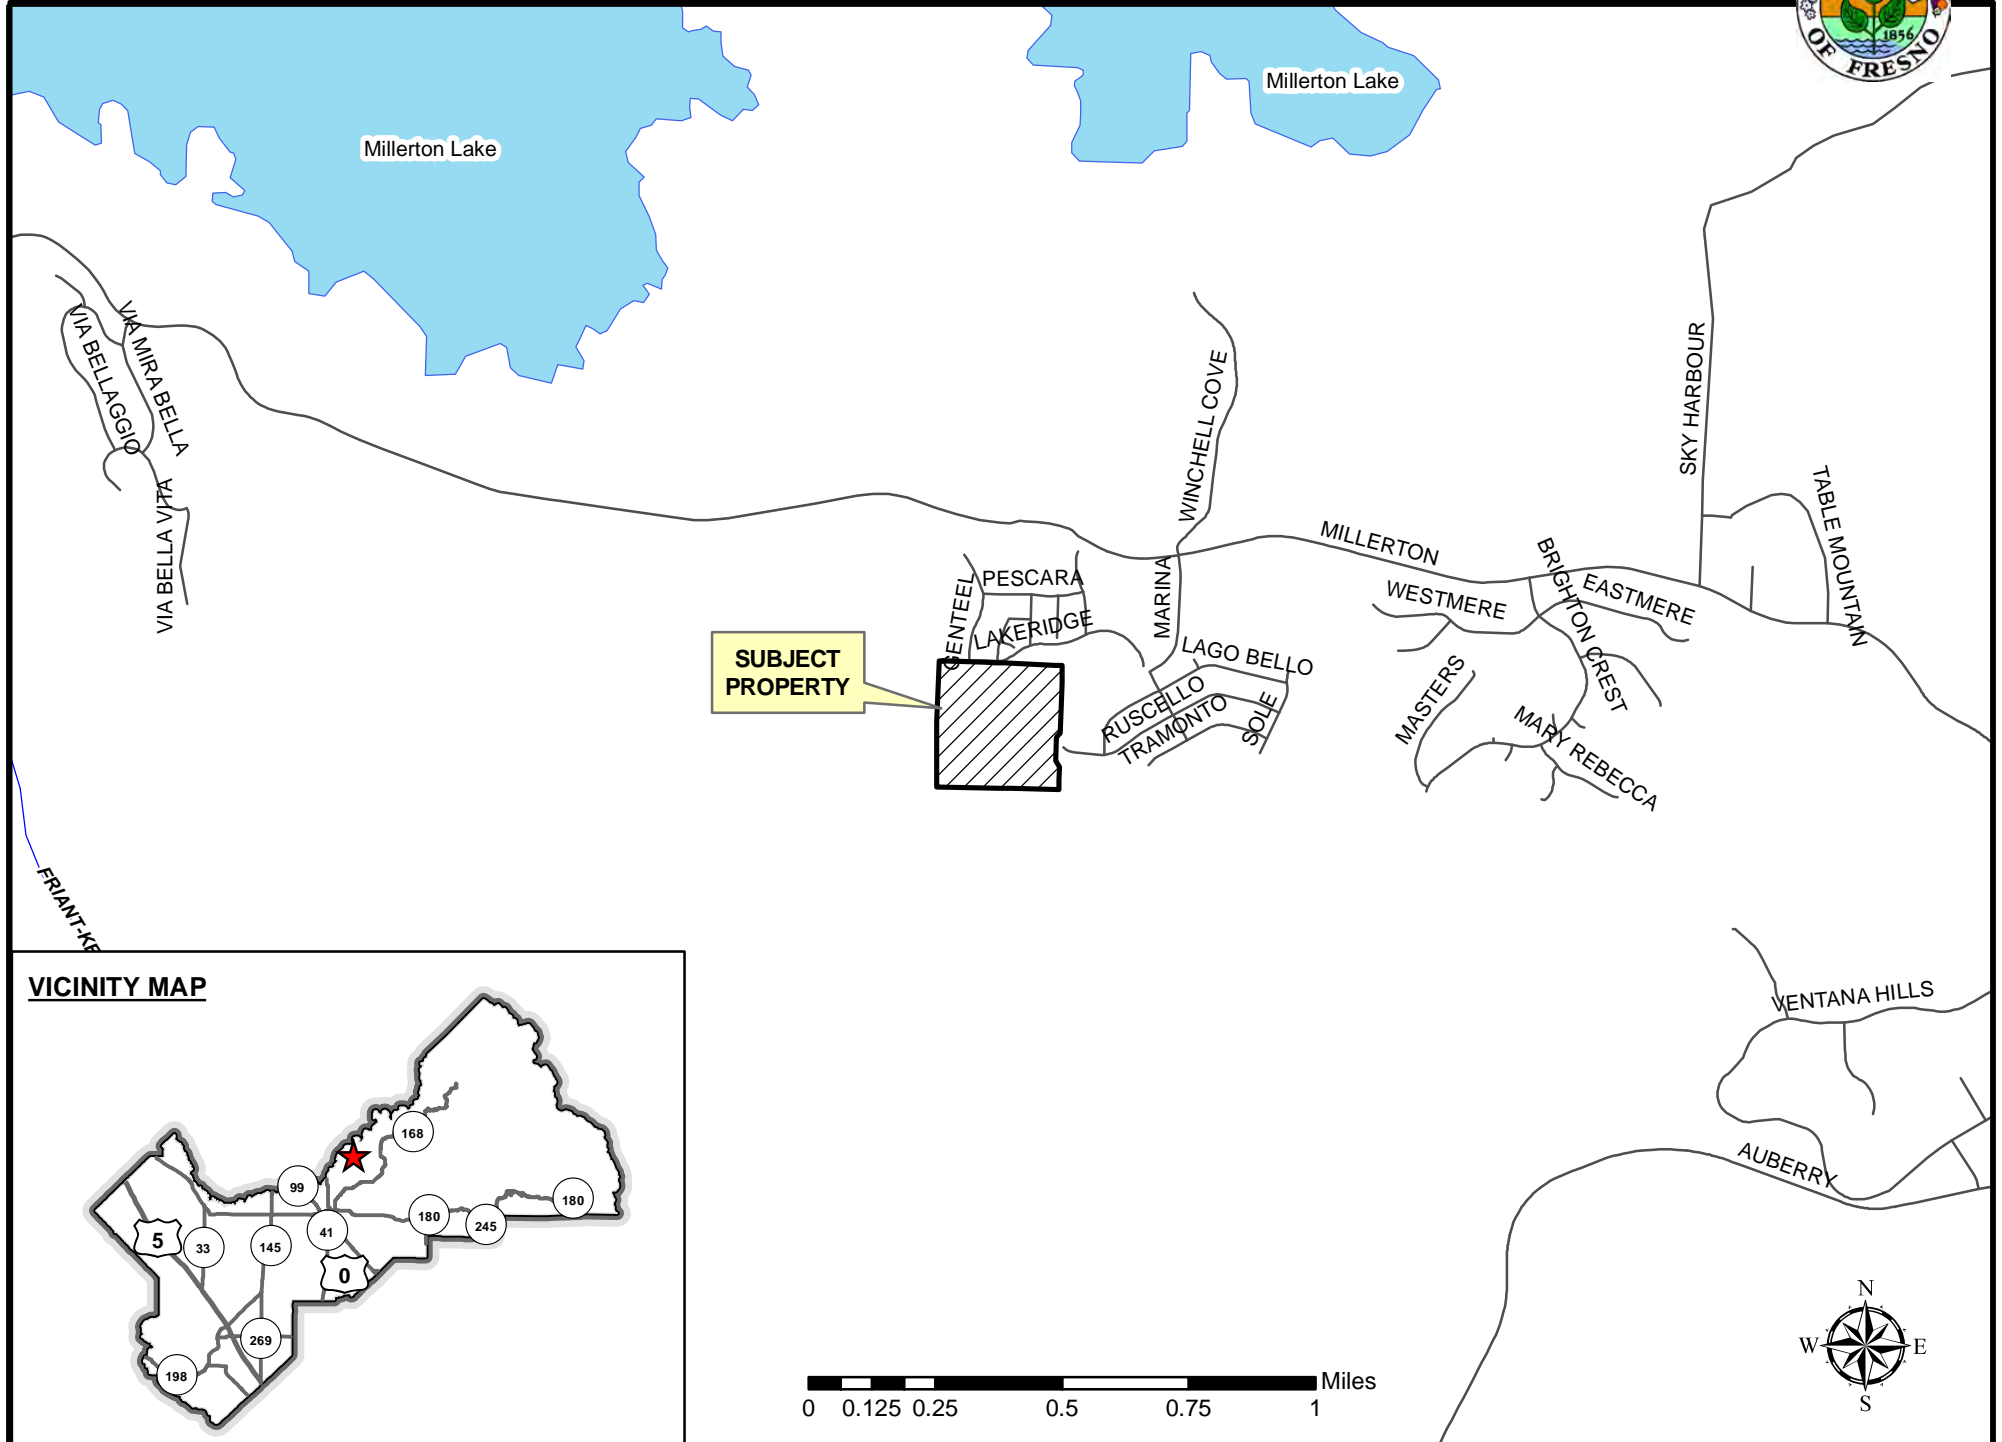 1856
OF FRESNO
Millerton Lake
Millerton Lake
VIA BELLAGGIO
VIA MIRA BELLA
VIA BELLA VITA
WINCHELL COVE
SKY HARBOUR
TABLE MOUNTAIN
MILLERTON
BRIGHTON CREST
WESTMERE
EASTMERE
PESCARA
GENTEEL
LAKERIDGE
MARINA
LAGO BELLO
RUSCELLO
TRAMONTO
SOLE
MASTERS
MARY REBECCA
SUBJECT
PROPERTY
FRIANT-KE
VENTANA HILLS
AUBERRY
VICINITY MAP
168
99
180
180
245
41
5
33
145
0
269
198
Miles
0 0.125 0.25 0.5 0.75 1
N
W E
S